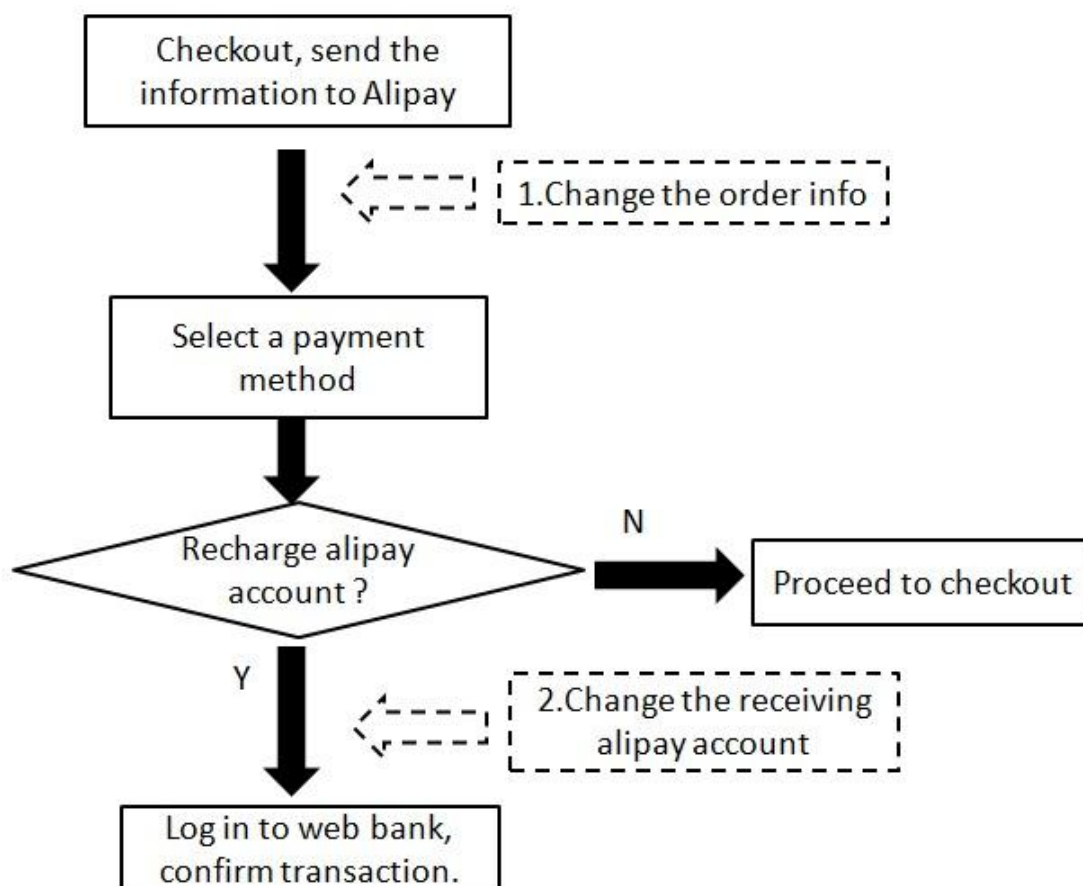 Checkout, send the
information to Alipay
1.Change the order info
Select a payment
method
Recharge alipay
account ?
N
Proceed to checkout
Y
2.Change the receiving
alipay account
Log in to web bank,
confirm transaction.